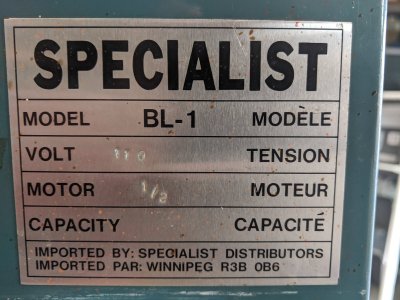 SPECIALIST
MODEL BL-1 MODÈLE
VOLT 110 TENSION
MOTOR 1/2 MOTEUR
CAPACITY CAPACITÉ
IMPORTED BY: SPECIALIST DISTRIBUTORS
IMPORTED PAR: WINNIPEG R3B 0B6